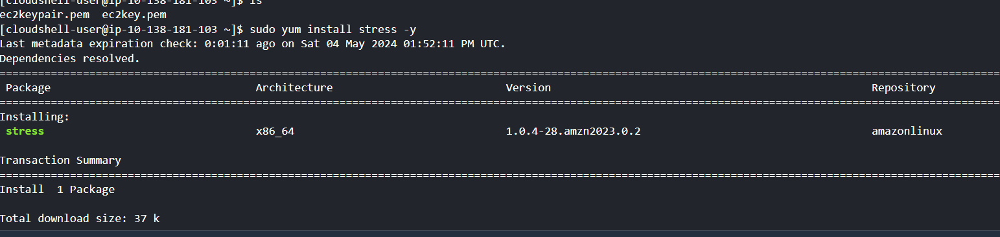 [cloudshell-user@ip-10-138-181-103 ~]$ ls
ec2keypair.pem  ec2key.pem
[cloudshell-user@ip-10-138-181-103 ~]$ sudo yum install stress -y
Last metadata expiration check: 0:01:11 ago on Sat 04 May 2024 01:52:11 PM UTC.
Dependencies resolved.
================================================================================
Package Architecture Version Repository
================================================================================
Installing:
stress x86_64 1.0.4-28.amzn2023.0.2 amazonlinux
Transaction Summary
================================================================================
Install  1 Package
Total download size: 37 k